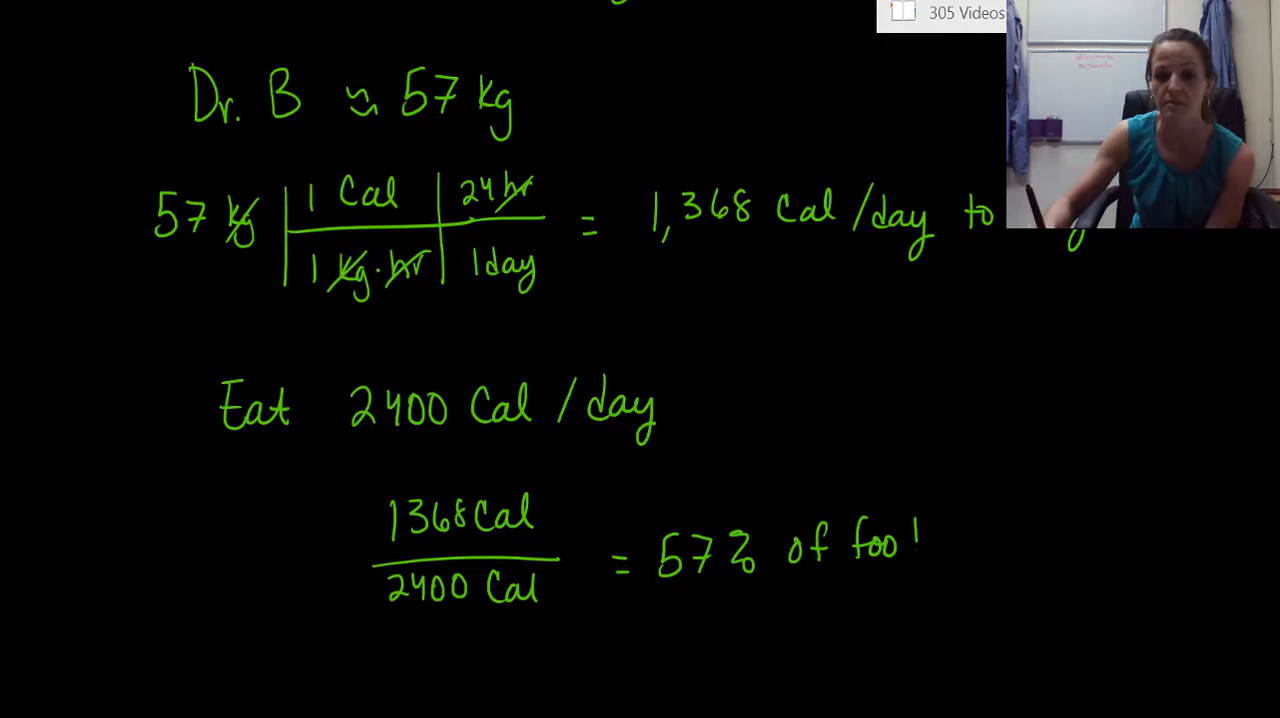 305 Videos
Dr. B ≈ 57 kg
57 kg | 1 Cal | 24 hr = 1,368 Cal /day to
1 kg · hr | 1 day
Eat 2400 Cal / day
1368 Cal
= 57% of foo
2400 Cal